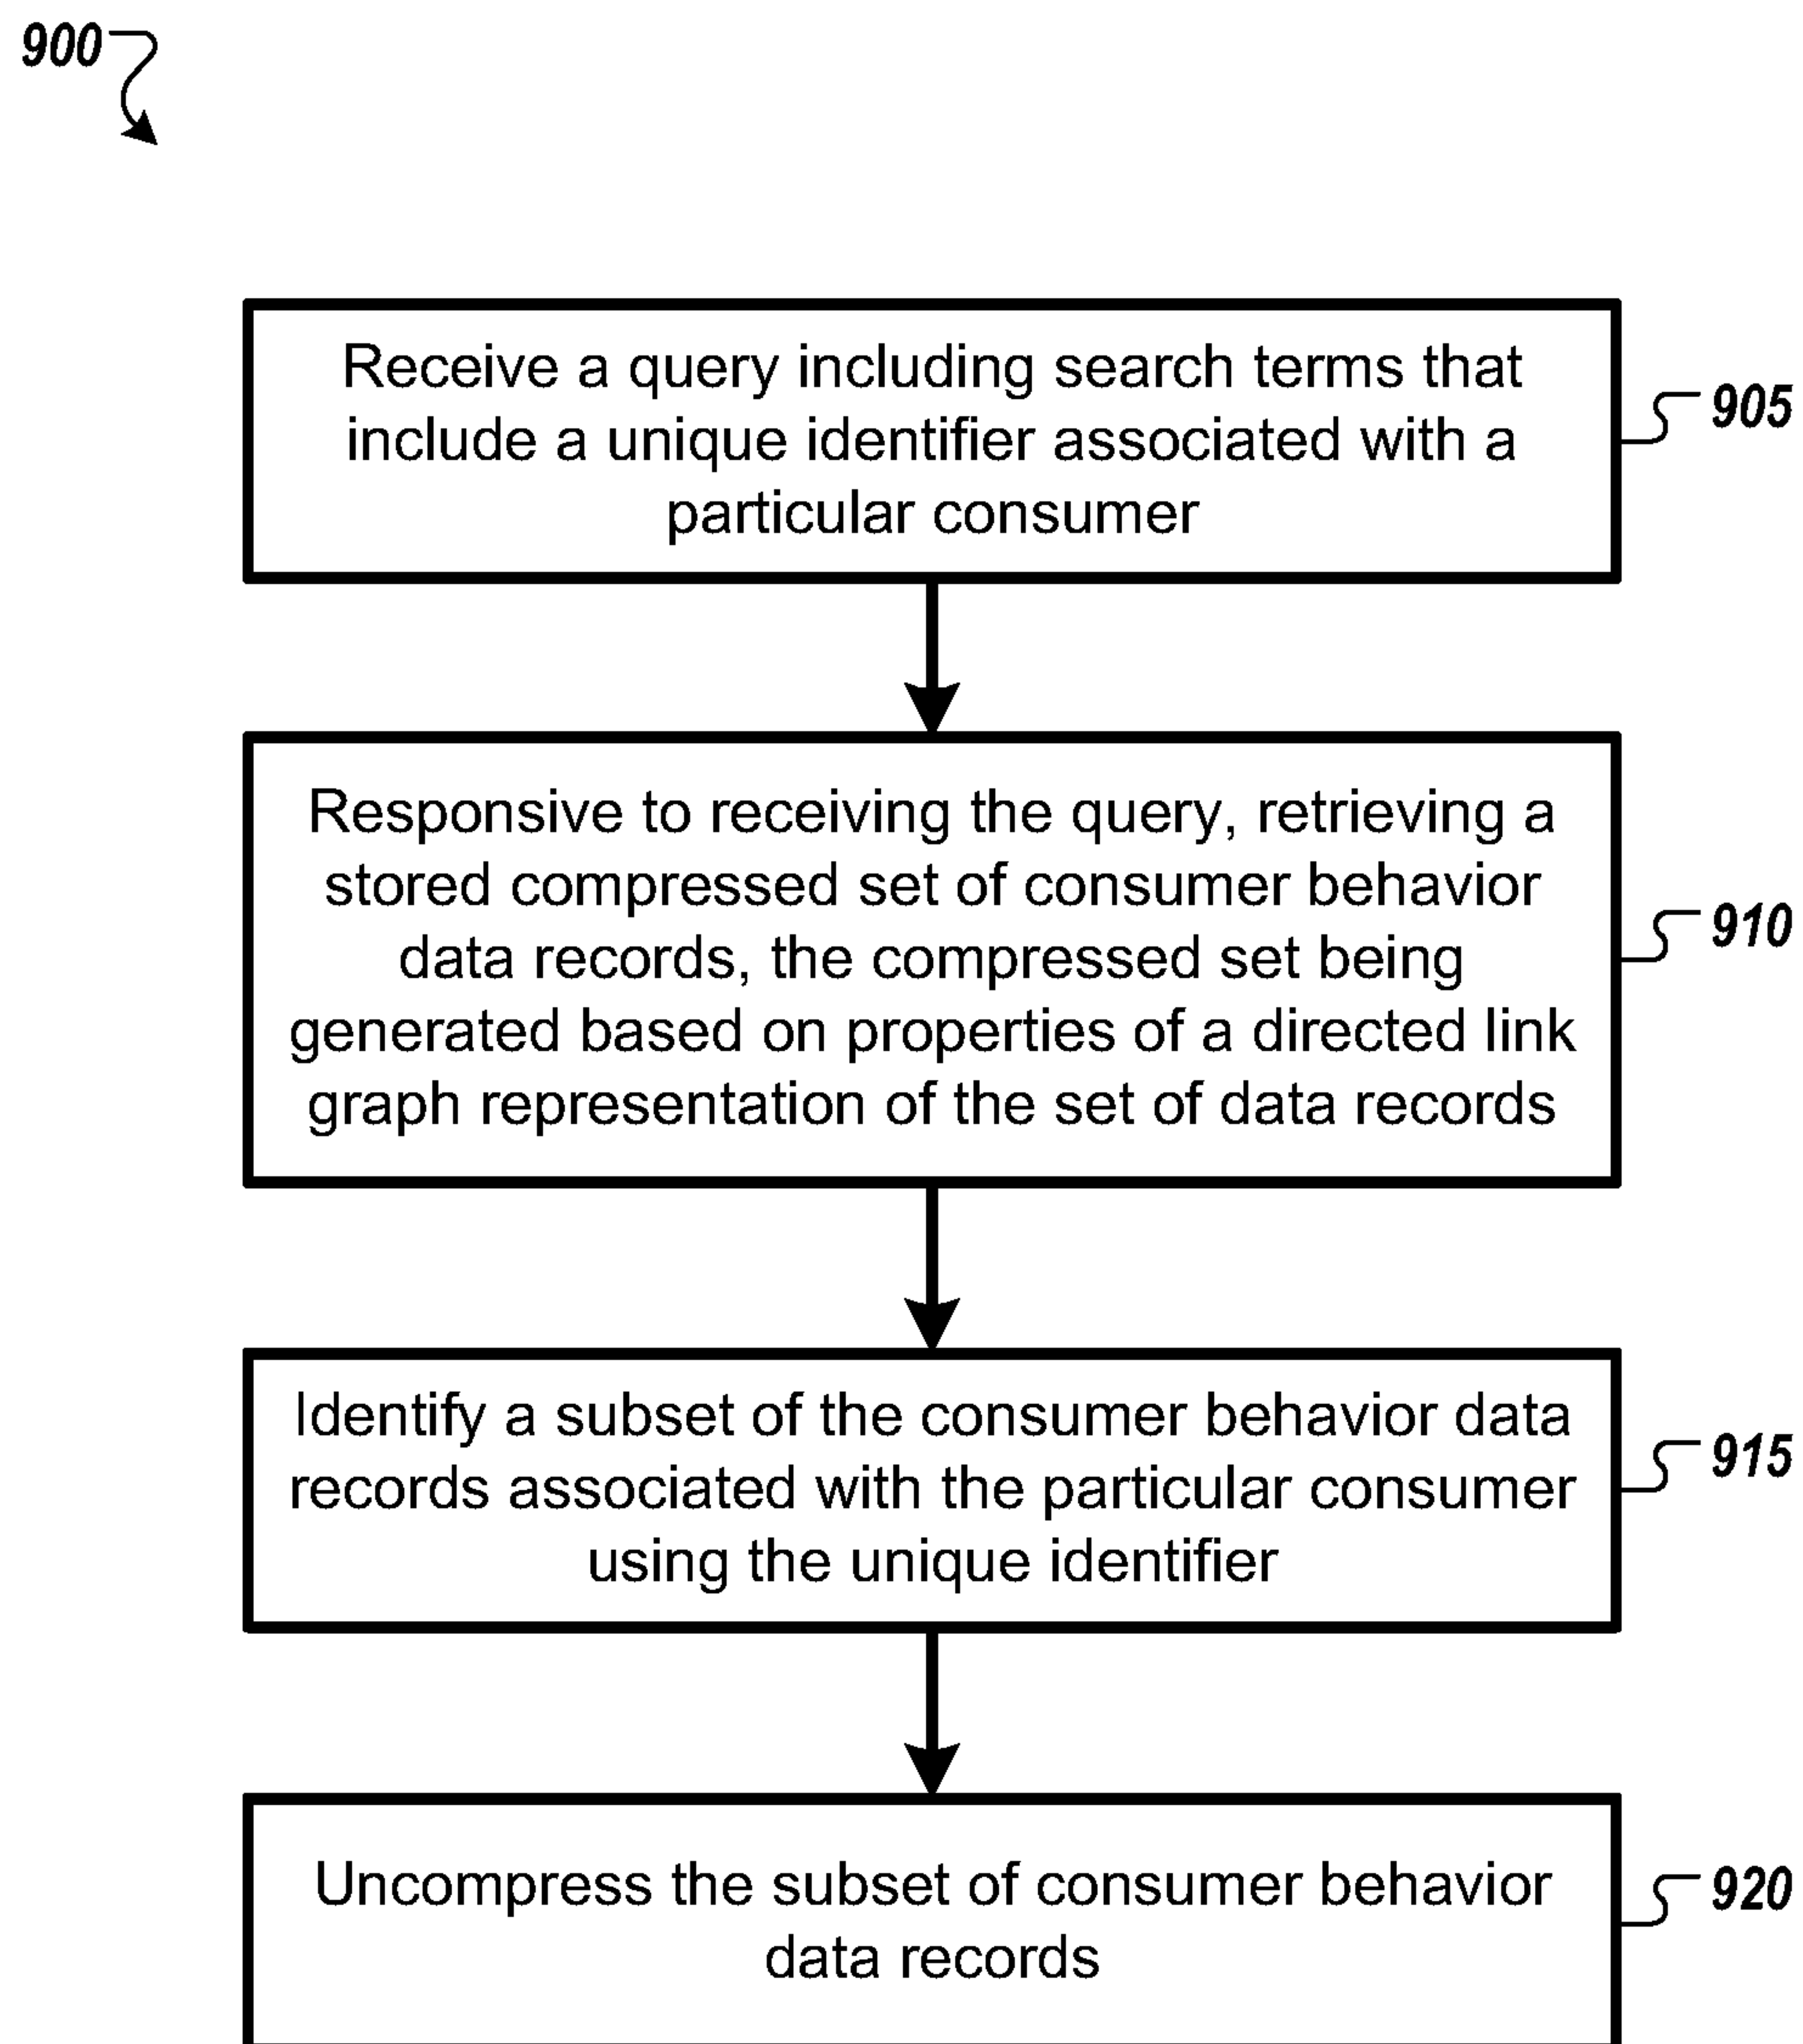 900
Receive a query including search terms that
include a unique identifier associated with a
particular consumer
905
Responsive to receiving the query, retrieving a
stored compressed set of consumer behavior
data records, the compressed set being
generated based on properties of a directed link
graph representation of the set of data records
910
Identify a subset of the consumer behavior data
records associated with the particular consumer
using the unique identifier
915
Uncompress the subset of consumer behavior
data records
920